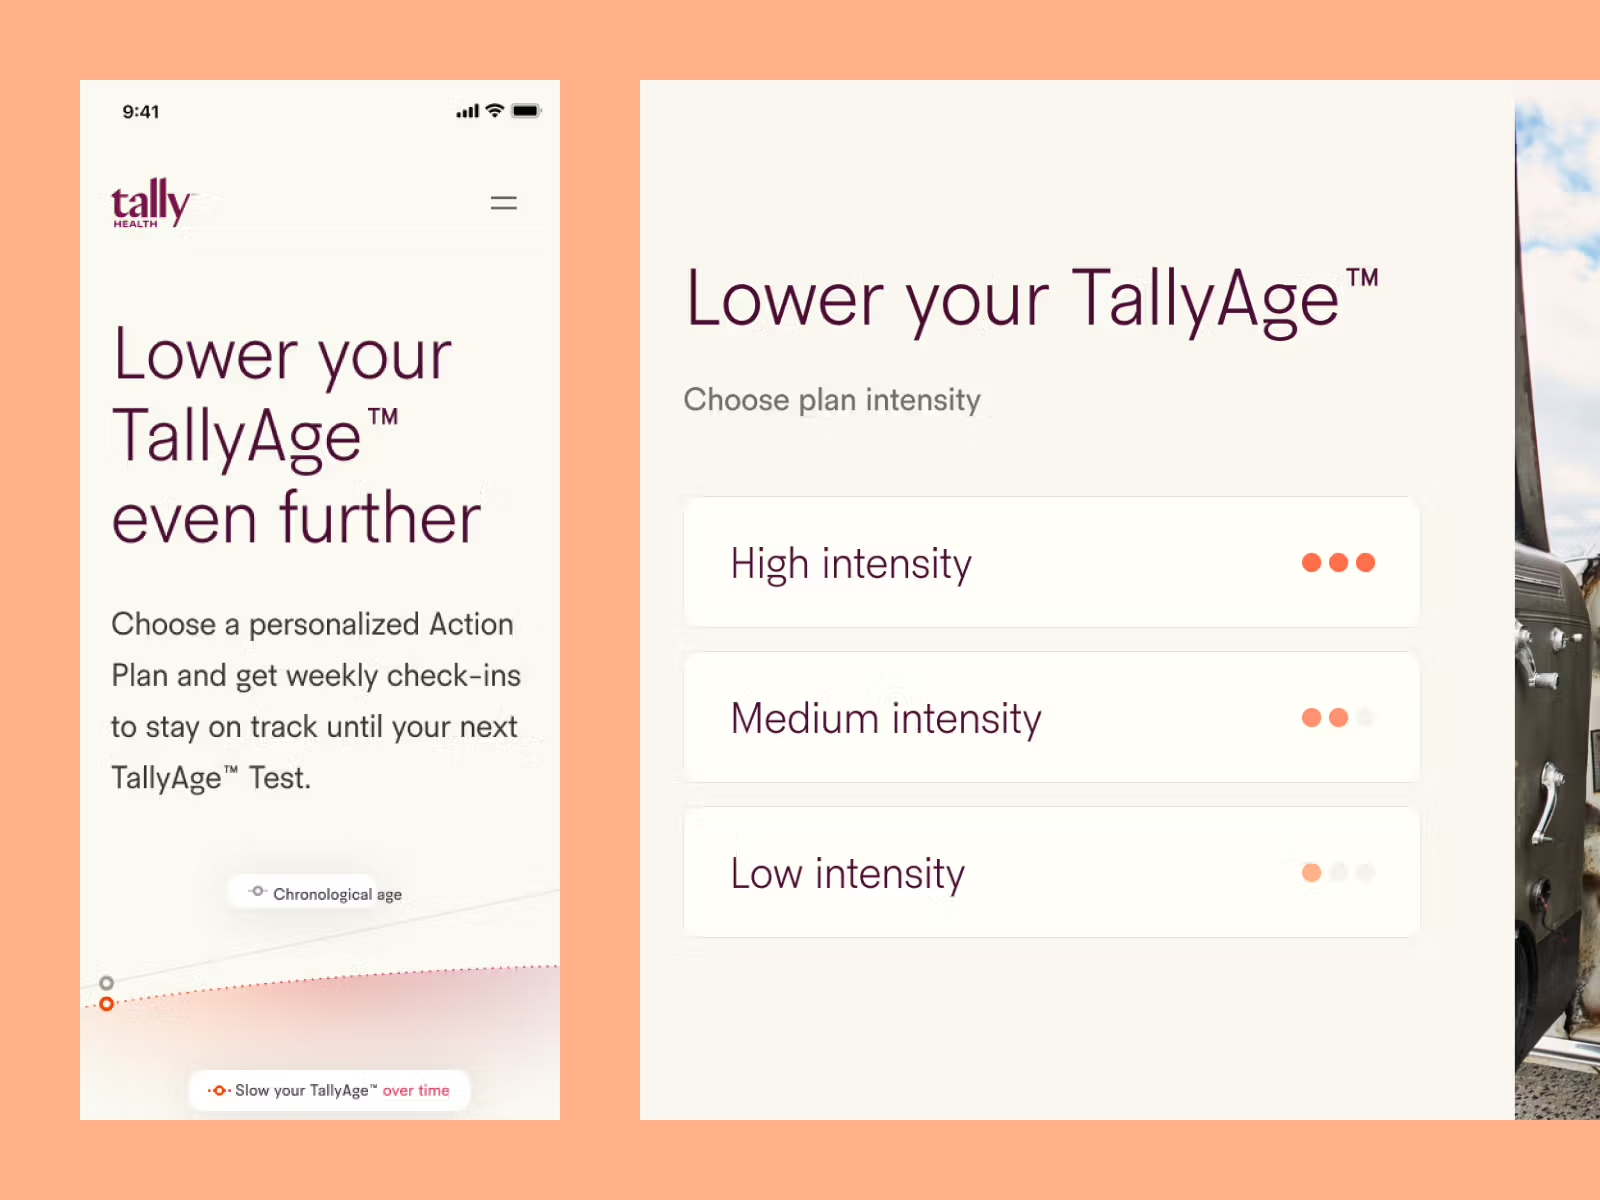 9:41
tally
HEALTH
Lower your
TallyAge™
even further
Choose a personalized Action
Plan and get weekly check-ins
to stay on track until your next
TallyAge™ Test.
Chronological age
Slow your TallyAge™ over time
Lower your TallyAge™
Choose plan intensity
High intensity
Medium intensity
Low intensity